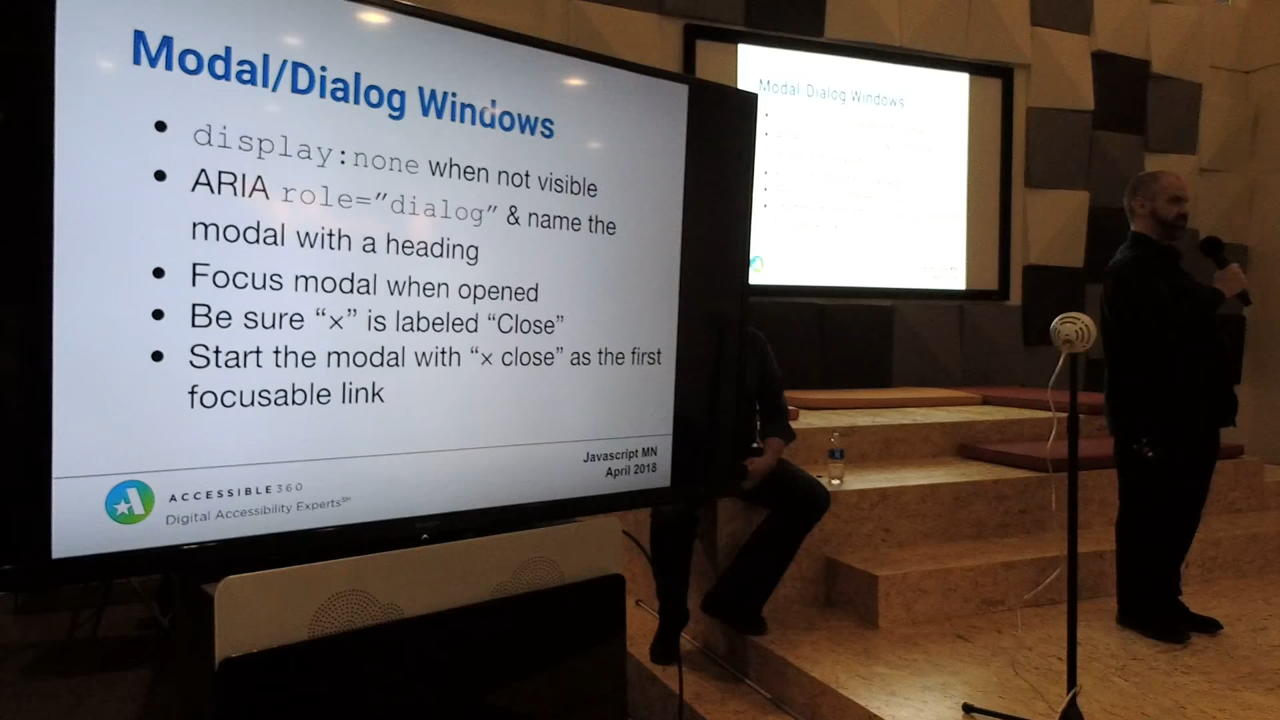 Modal/Dialog Windows
• display:none when not visible
• ARIA role=”dialog” & name the
modal with a heading
• Focus modal when opened
• Be sure “×” is labeled “Close”
• Start the modal with “× close” as the first
focusable link
Javascript MN
April 2018
ACCESSIBLE360
Digital Accessibility Experts℠
Modal Dialog Windows